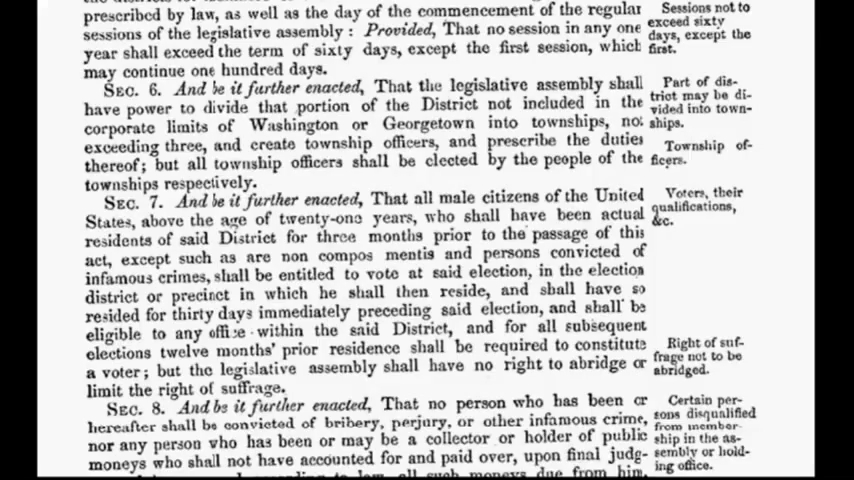 prescribed by law, as well as the day of the commencement of the regular
sessions of the legislative assembly: Provided, That no session in any one
year shall exceed the term of sixty days, except the first session, which
may continue one hundred days.
Sessions not to
exceed sixty
days, except the
first.
SEC. 6. And be it further enacted, That the legislative assembly shall
have power to divide that portion of the District not included in the
corporate limits of Washington or Georgetown into townships, not
exceeding three, and create township officers, and prescribe the duties
thereof; but all township officers shall be elected by the people of the
townships respectively.
Part of dis-
trict may be di-
vided into town-
ships.
Township of-
ficers.
SEC. 7. And be it further enacted, That all male citizens of the United
States, above the age of twenty-one years, who shall have been actual
residents of said District for three months prior to the passage of this
act, except such as are non compos mentis and persons convicted of
infamous crimes, shall be entitled to vote at said election, in the election
district or precinct in which he shall then reside, and shall have so
resided for thirty days immediately preceding said election, and shall be
eligible to any office within the said District, and for all subsequent
elections twelve months' prior residence shall be required to constitute
a voter; but the legislative assembly shall have no right to abridge or
limit the right of suffrage.
Voters, their
qualifications,
&c.
Right of suf-
frage not to be
abridged.
SEC. 8. And be it further enacted, That no person who has been or
hereafter shall be convicted of bribery, perjury, or other infamous crime,
nor any person who has been or may be a collector or holder of public
moneys who shall not have accounted for and paid over, upon final judg-
law, all such moneys due from him,
Certain per-
sons disqualified
from member-
ship in the as-
sembly or hold-
ing office.